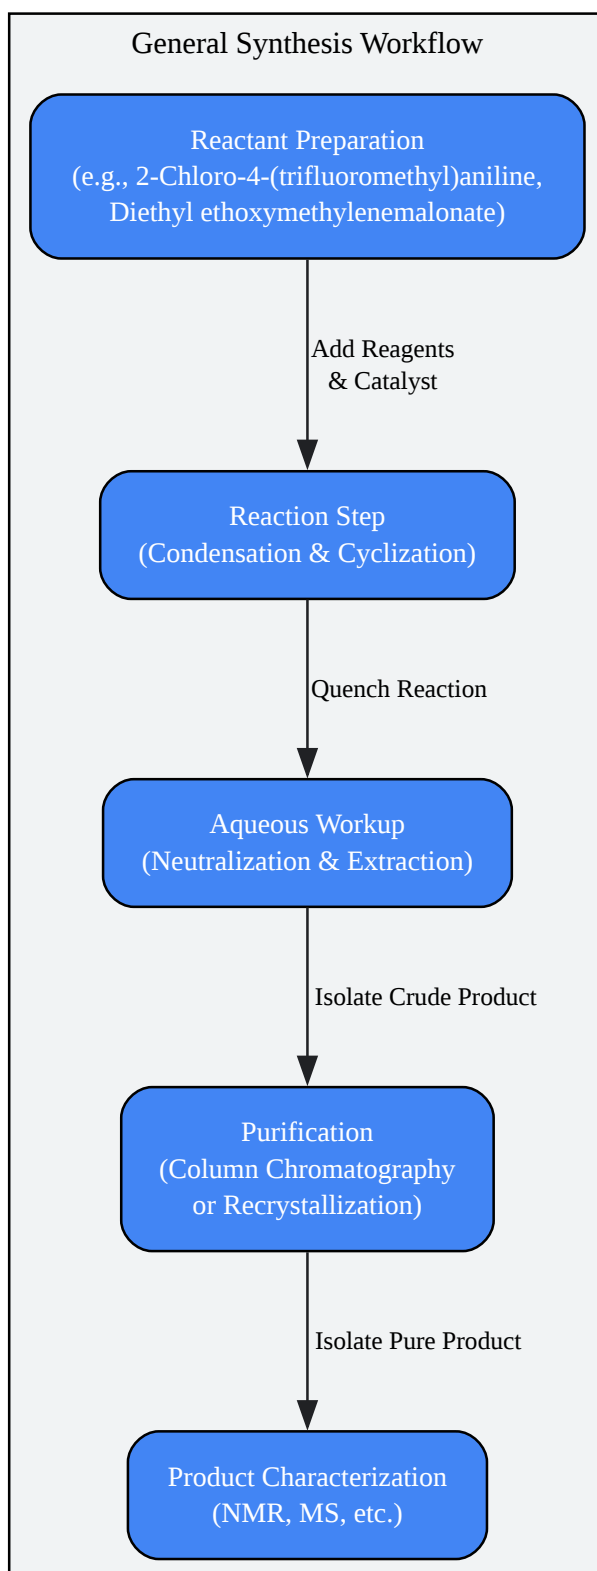 General Synthesis Workflow
Reactant Preparation
(e.g., 2-Chloro-4-(trifluoromethyl)aniline,
Diethyl ethoxymethylenemalonate)
Add Reagents
& Catalyst
Reaction Step
(Condensation & Cyclization)
Quench Reaction
Aqueous Workup
(Neutralization & Extraction)
Isolate Crude Product
Purification
(Column Chromatography
or Recrystallization)
Isolate Pure Product
Product Characterization
(NMR, MS, etc.)